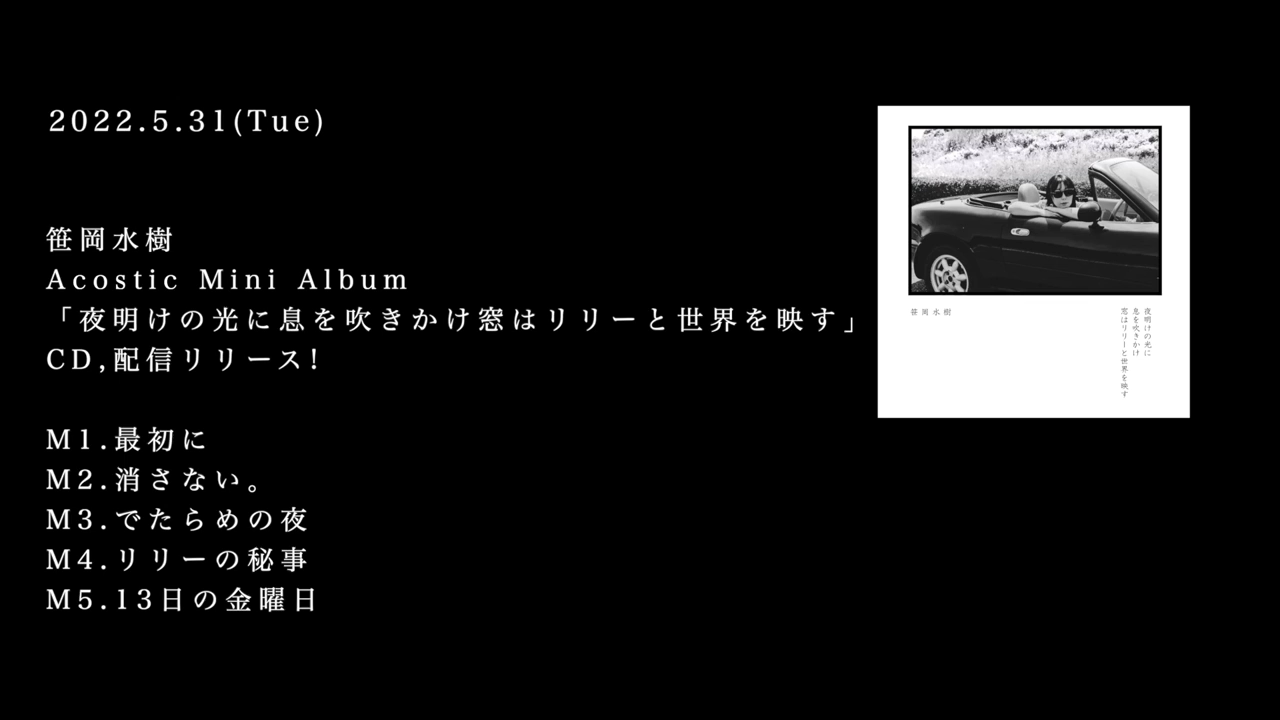 2022.5.31(Tue)
笹岡水樹
Acostic Mini Album
「夜明けの光に息を吹きかけ窓はリリーと世界を映す」
CD,配信リリース!
M1.最初に
M2.消さない。
M3.でたらめの夜
M4.リリーの秘事
M5.13日の金曜日
笹岡水樹
夜明けの光に
息を吹きかけ
窓はリリーと世界を映す